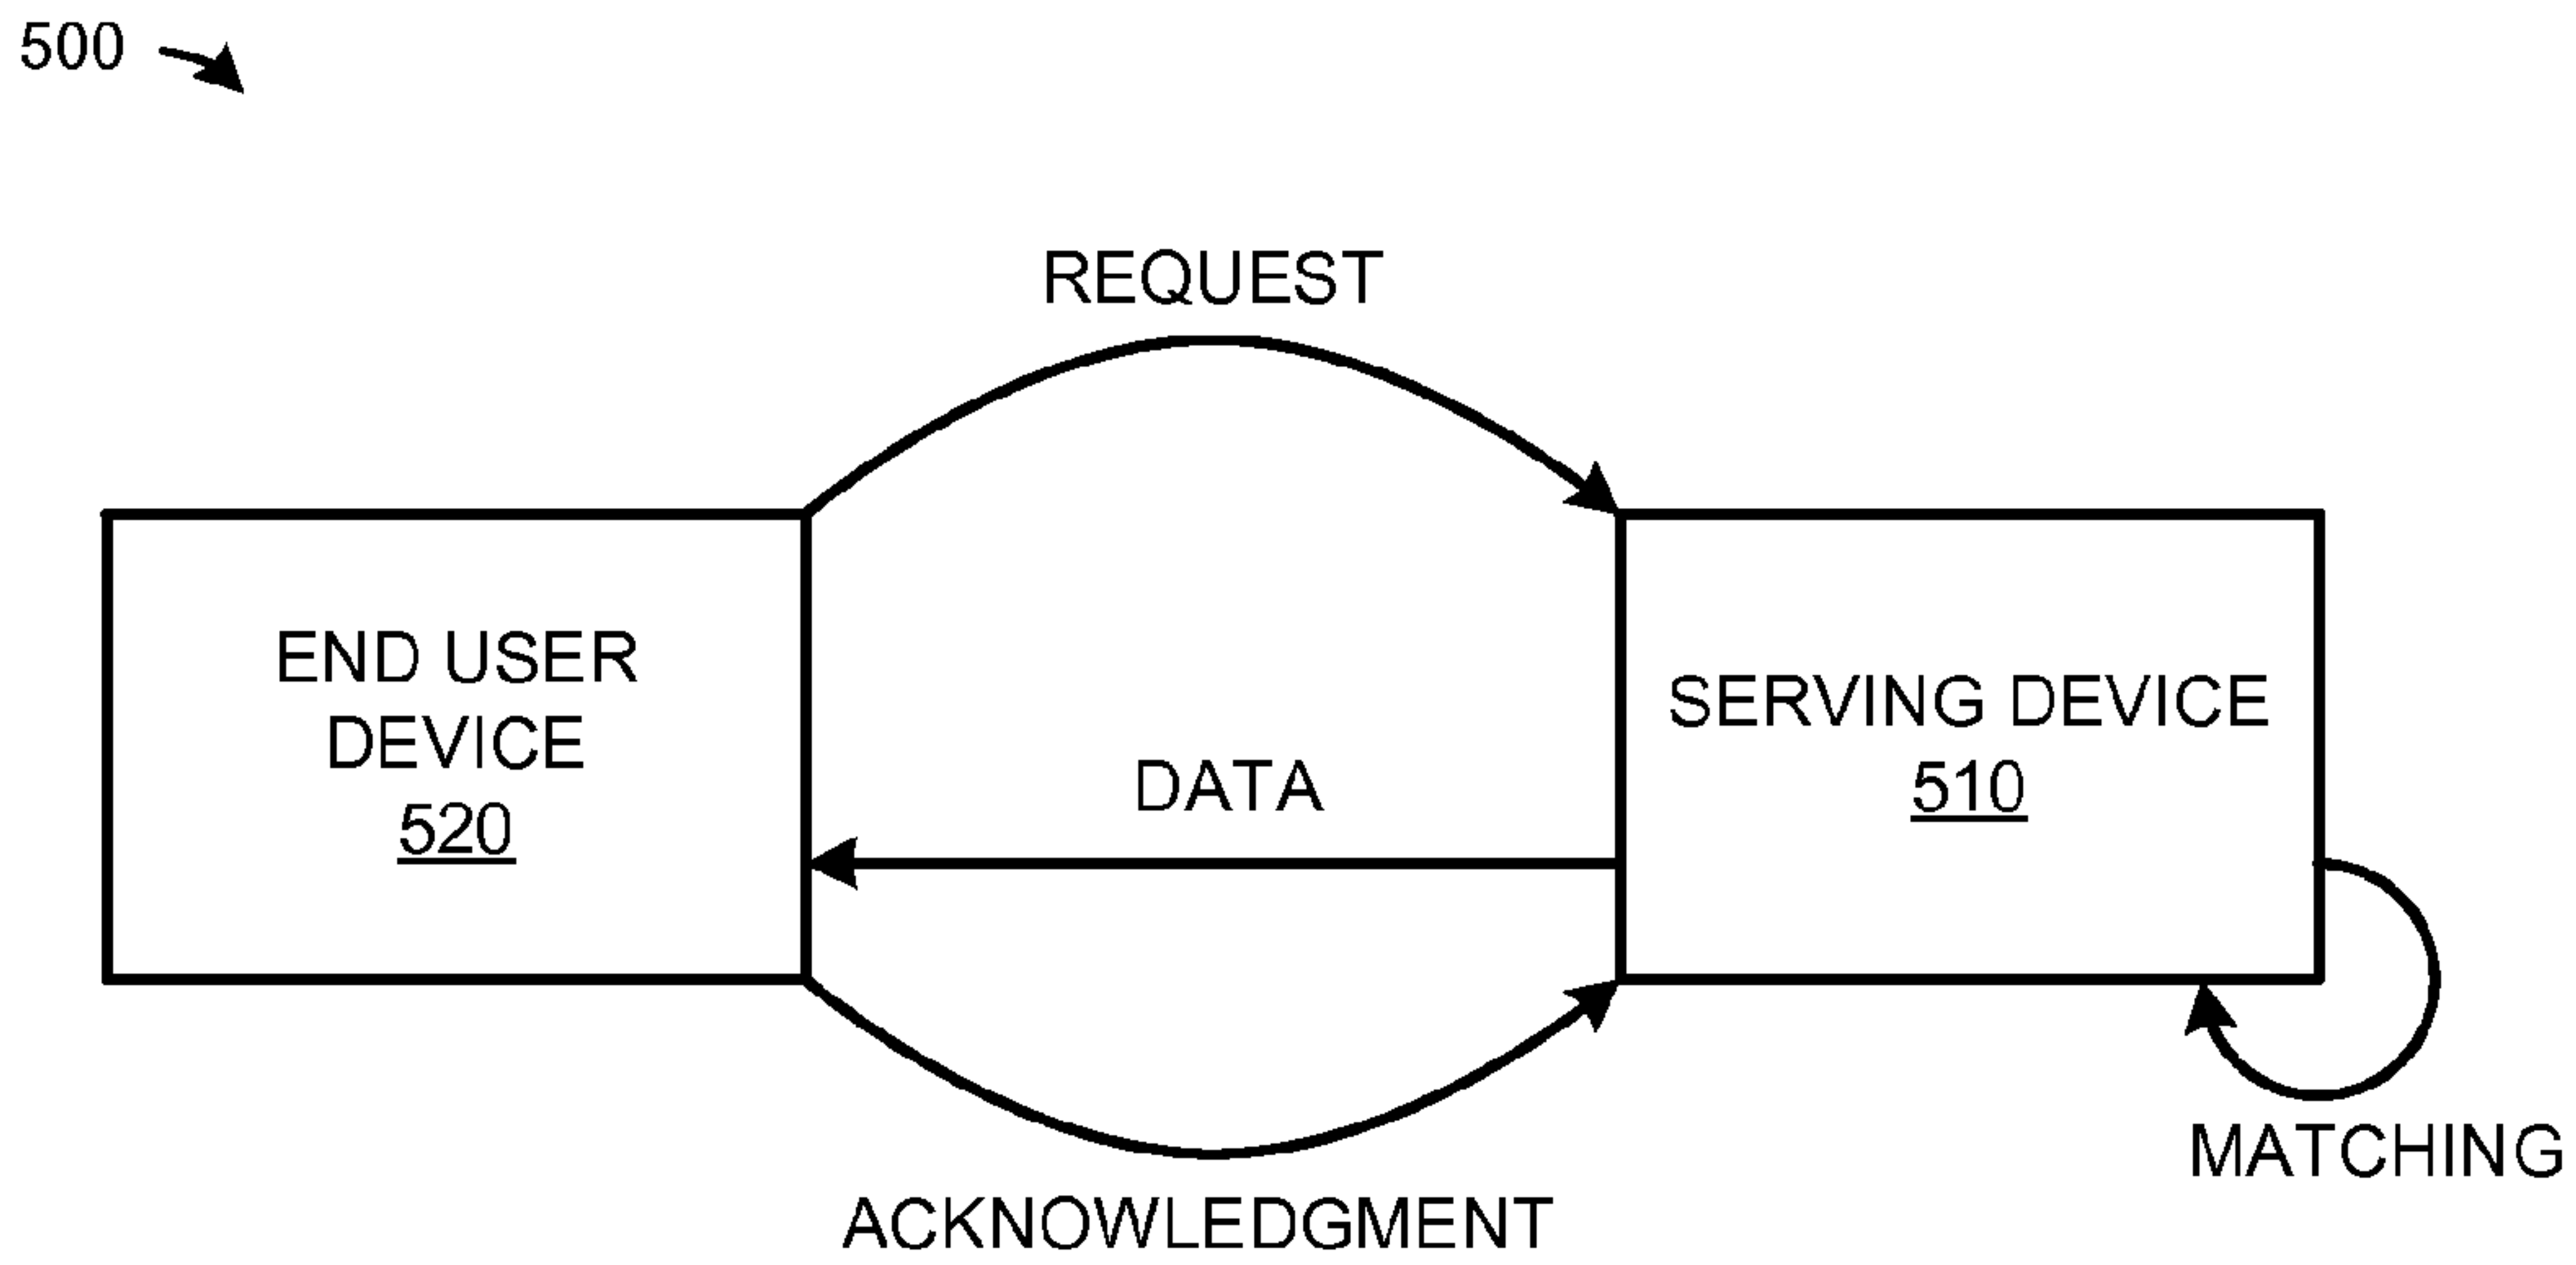 500
REQUEST
END USER
DEVICE
520
SERVING DEVICE
510
DATA
MATCHING
ACKNOWLEDGMENT